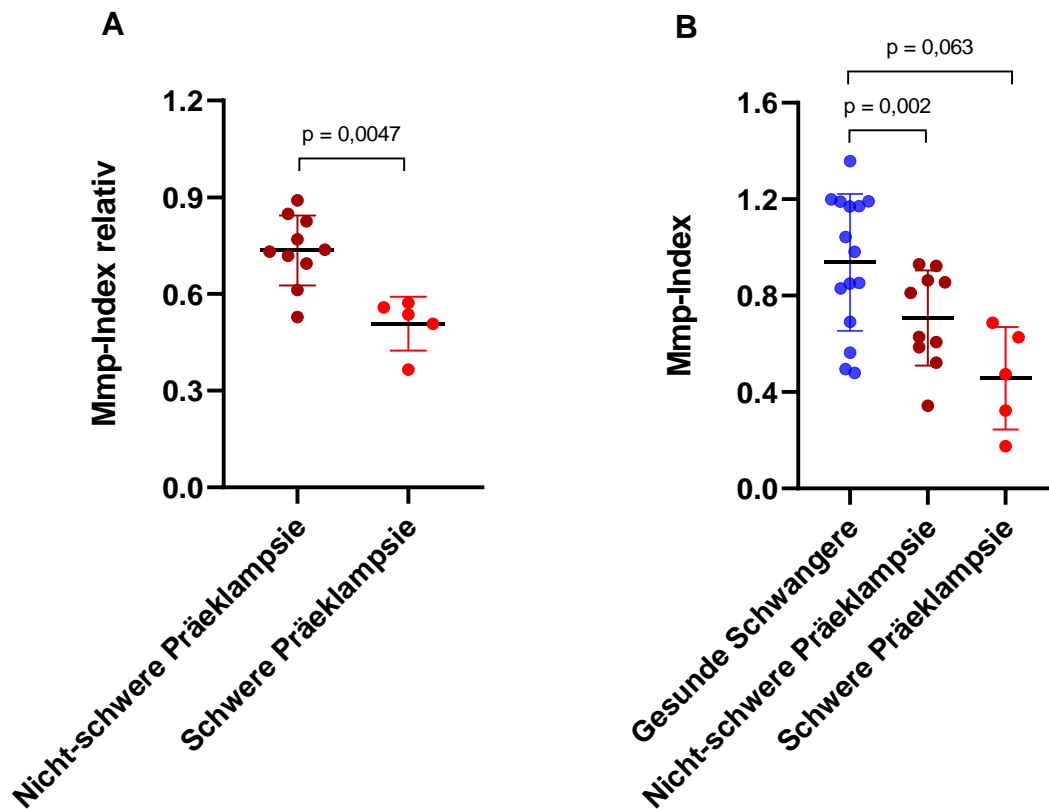 A
Mmp-Index relativ
1.2
0.9
0.6
0.3
0.0
p = 0,0047
Nicht-schwere Präeklampsie
Schwere Präeklampsie
B
Mmp-Index
1.6
1.2
0.8
0.4
0.0
p = 0,063
p = 0,002
Gesunde Schwangere
Nicht-schwere Präeklampsie
Schwere Präeklampsie